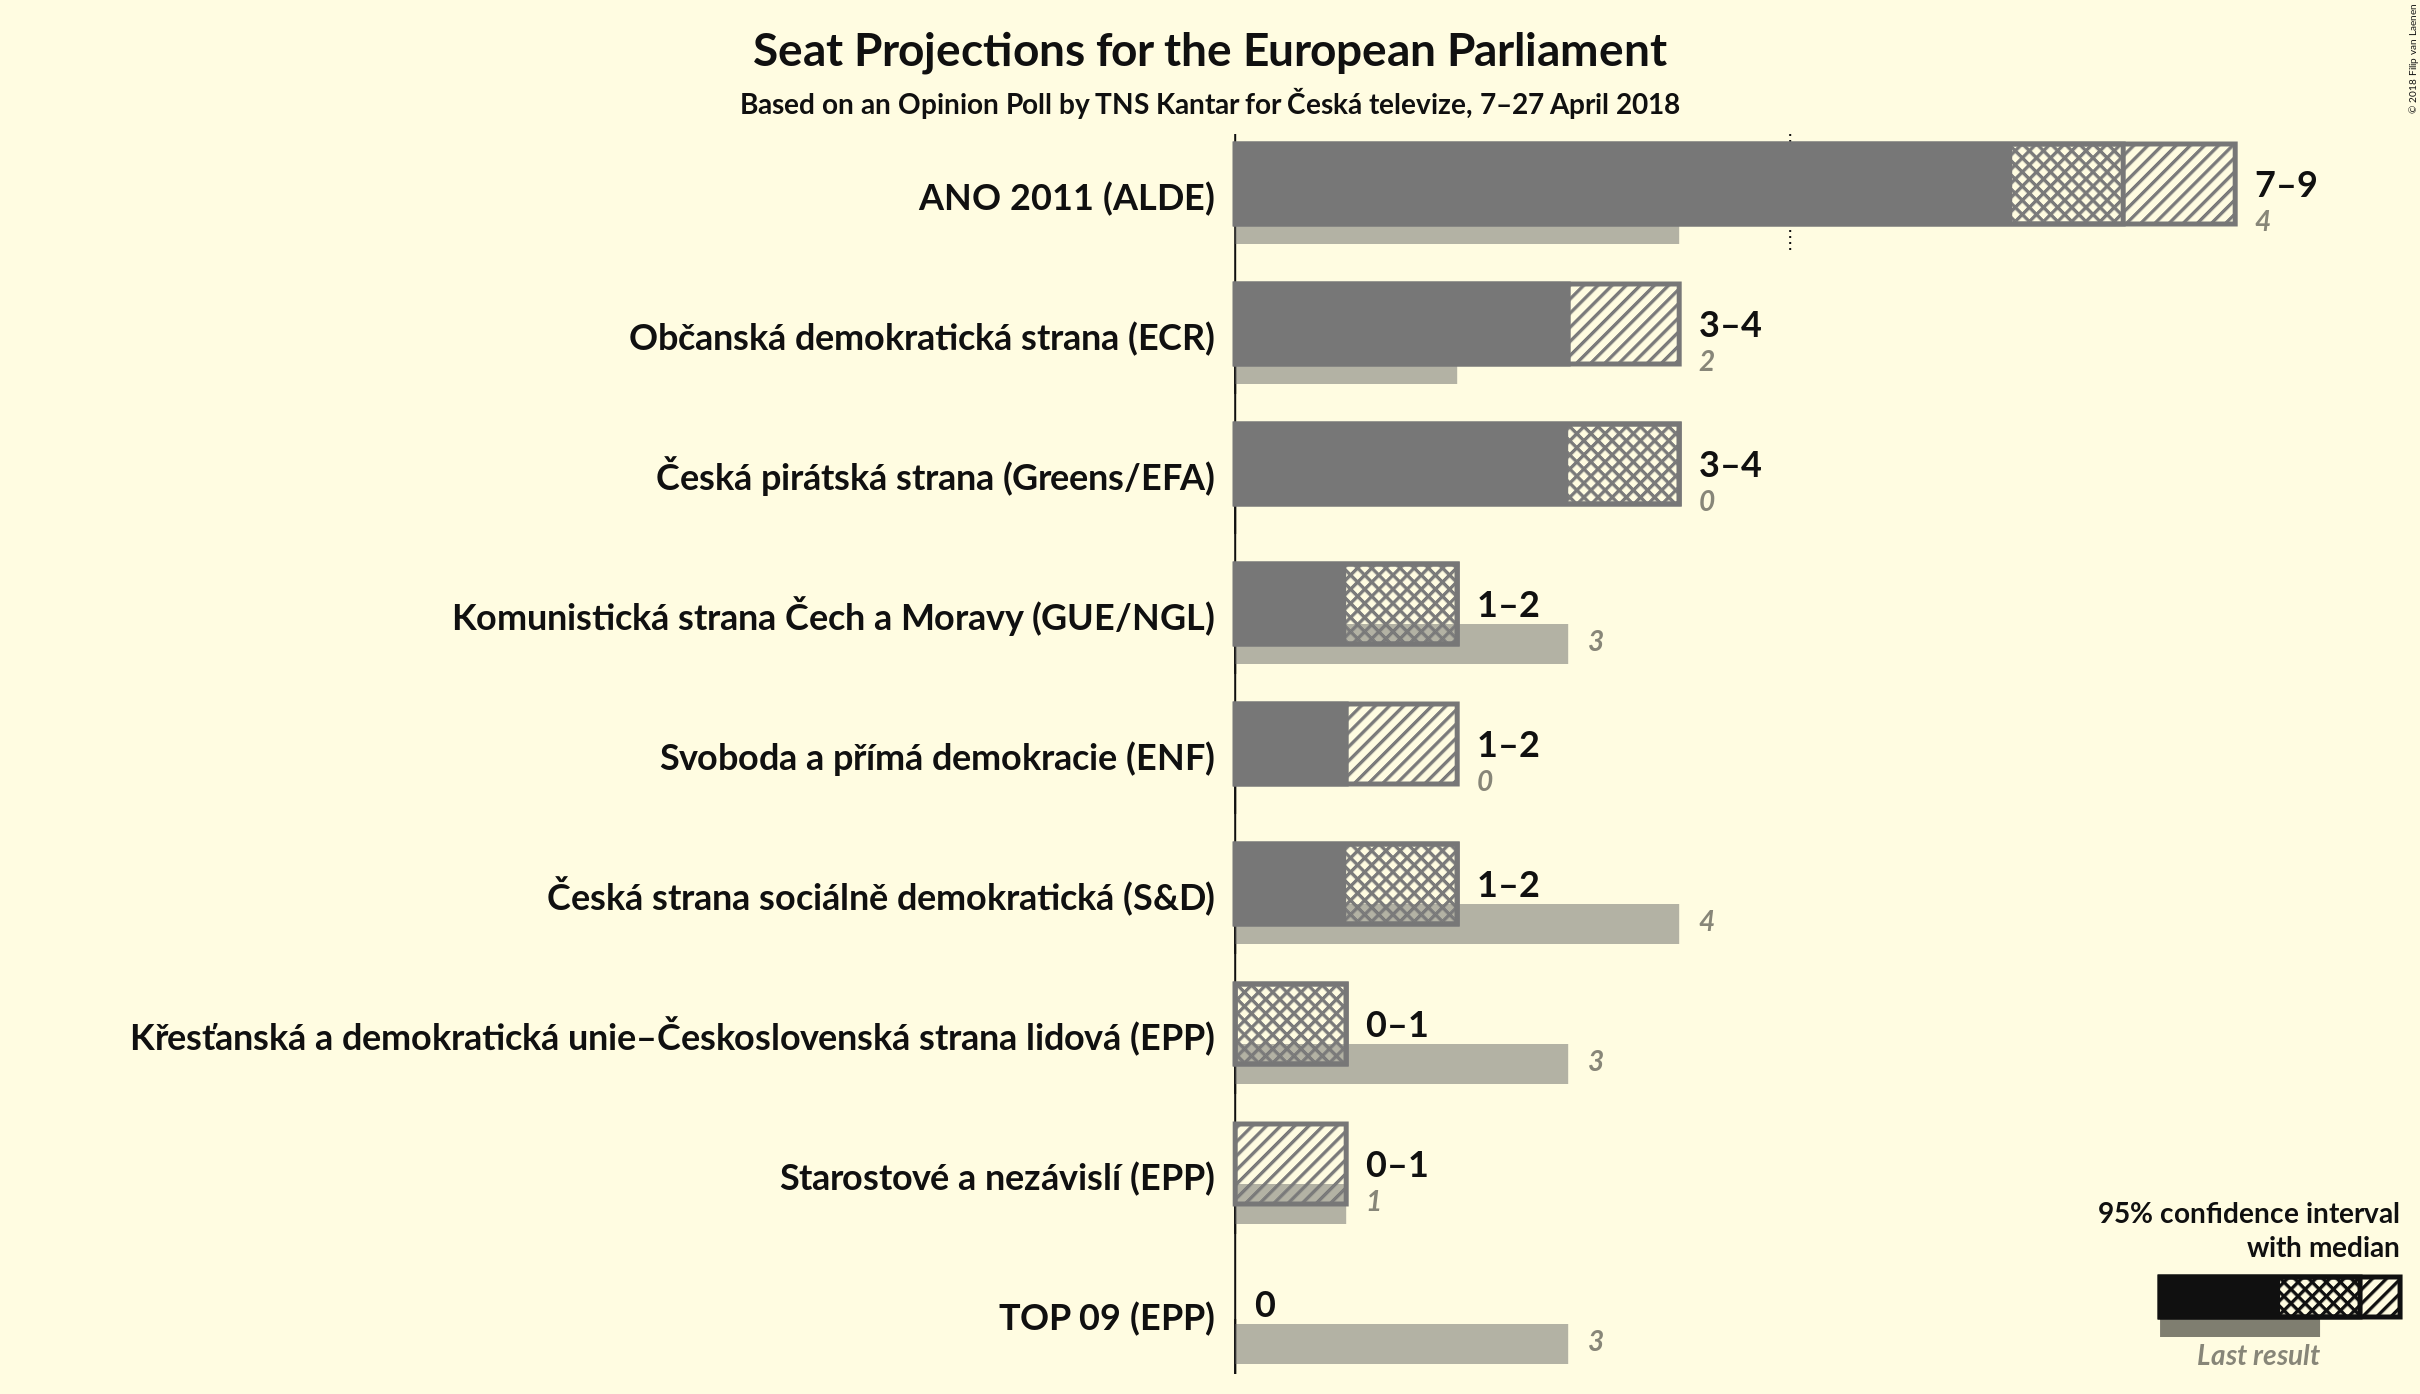 Seat Projections for the European Parliament
Based on an Opinion Poll by TNS Kantar for Česká televize, 7–27 April 2018
© 2018 Filip van Laenen
ANO 2011 (ALDE)
7–9
4
Občanská demokratická strana (ECR)
3–4
2
Česká pirátská strana (Greens/EFA)
3–4
0
Komunistická strana Čech a Moravy (GUE/NGL)
1–2
3
Svoboda a přímá demokracie (ENF)
1–2
0
Česká strana sociálně demokratická (S&D)
1–2
4
Křesťanská a demokratická unie–Československá strana lidová (EPP)
0–1
3
Starostové a nezávislí (EPP)
0–1
1
TOP 09 (EPP)
0
3
95% confidence interval
with median
Last result